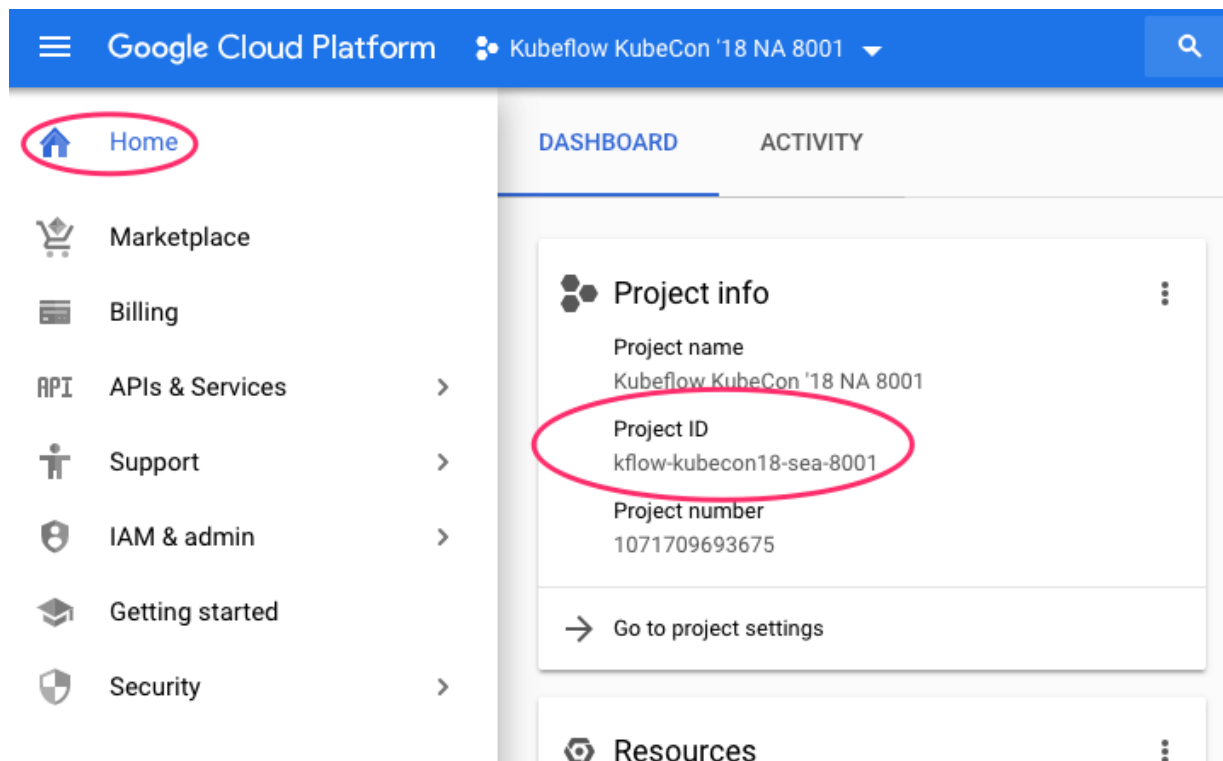 Google Cloud Platform
Kubeflow KubeCon '18 NA 8001
Home
Marketplace
Billing
API
APIs & Services
Support
IAM & admin
Getting started
Security
DASHBOARD
ACTIVITY
Project info
Project name
Kubeflow KubeCon '18 NA 8001
Project ID
kflow-kubecon18-sea-8001
Project number
1071709693675
Go to project settings
Resources